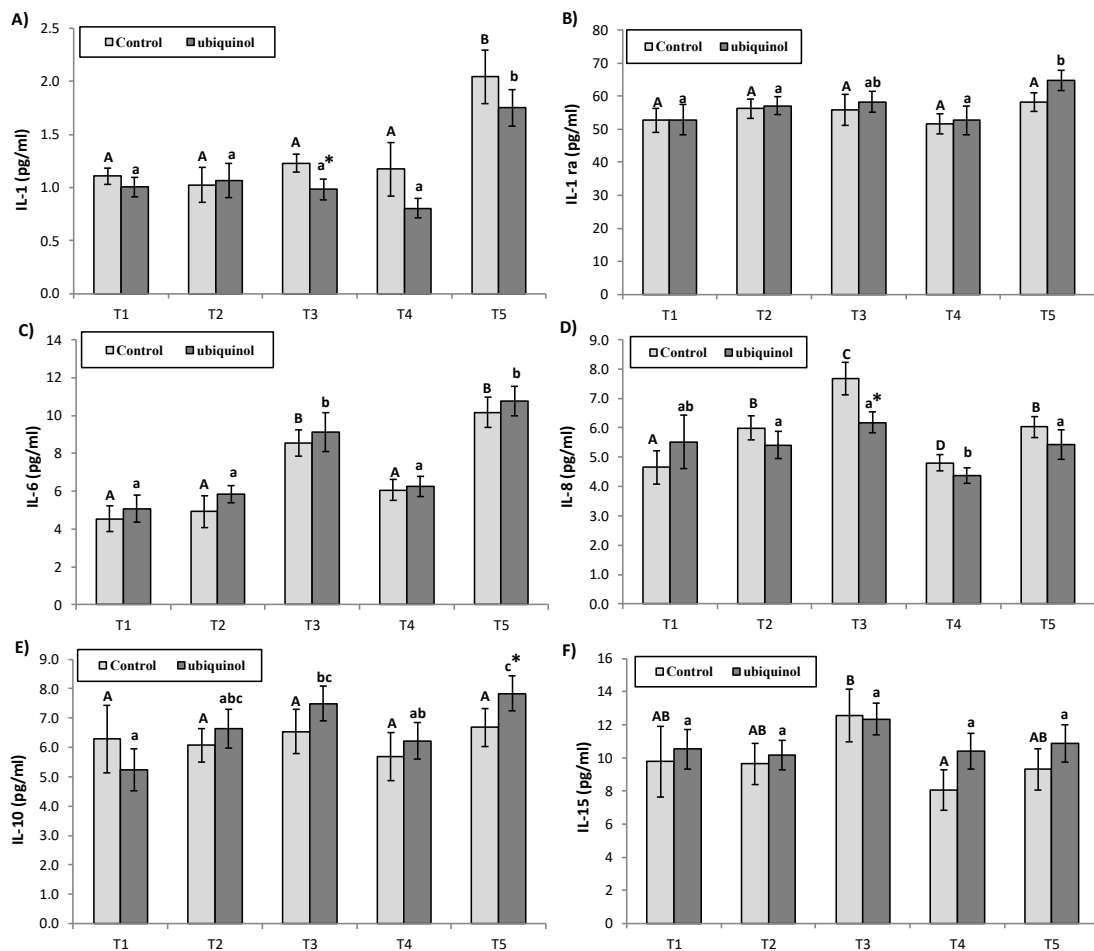 A)
Control ubiquinol
IL-1 (pg/ml)
2.5
2.0
1.5
1.0
0.5
0.0
A a A a A a* A a B b
T1 T2 T3 T4 T5
B)
Control ubiquinol
IL-1 ra (pg/ml)
80
70
60
50
40
30
20
10
0
A a A a A ab A a A b
T1 T2 T3 T4 T5
C)
Control ubiquinol
IL-6 (pg/ml)
14
12
10
8
6
4
2
0
A a A a B b A a B b
T1 T2 T3 T4 T5
D)
Control ubiquinol
IL-8 (pg/ml)
9.0
8.0
7.0
6.0
5.0
4.0
3.0
2.0
1.0
0.0
A ab B a C a* D b B a
T1 T2 T3 T4 T5
E)
Control ubiquinol
IL-10 (pg/ml)
9.0
8.0
7.0
6.0
5.0
4.0
3.0
2.0
1.0
0.0
A a A abc A bc A ab A c*
T1 T2 T3 T4 T5
F)
Control ubiquinol
IL-15 (pg/ml)
16
14
12
10
8
6
4
2
0
AB a AB a B a A a AB a
T1 T2 T3 T4 T5